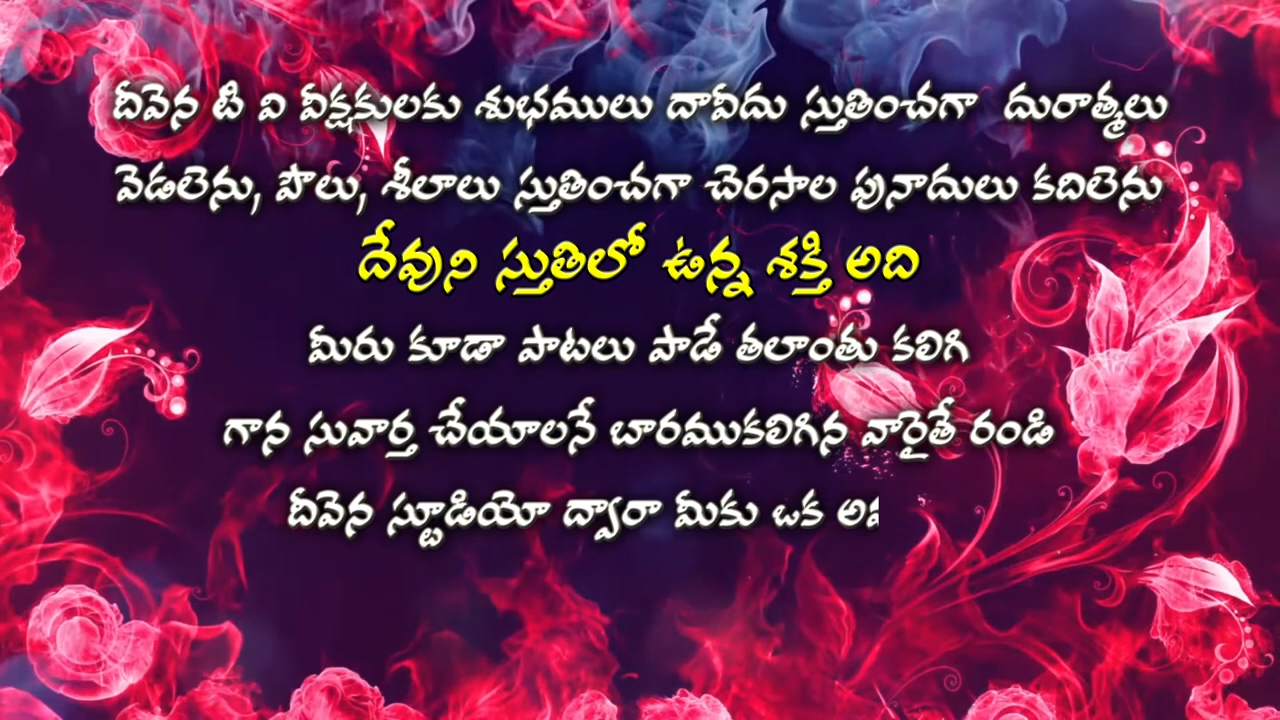 దీవెన టి వి వీక్షకులకు శుభములు దావీదు స్తుతించగా దురాత్మలు
వెడలెను, పౌలు, శీలాలు స్తుతించగా చెరసాల పునాదులు కదిలెను
దేవుని స్తుతిలో ఉన్న శక్తి అది
మీరు కూడా పాటలు పాడే తలాంతు కలిగి
గాన సువార్త చేయాలనే బారముకలిగిన వారైతే రండి
దీవెన స్టూడియో ద్వారా మీకు ఒక